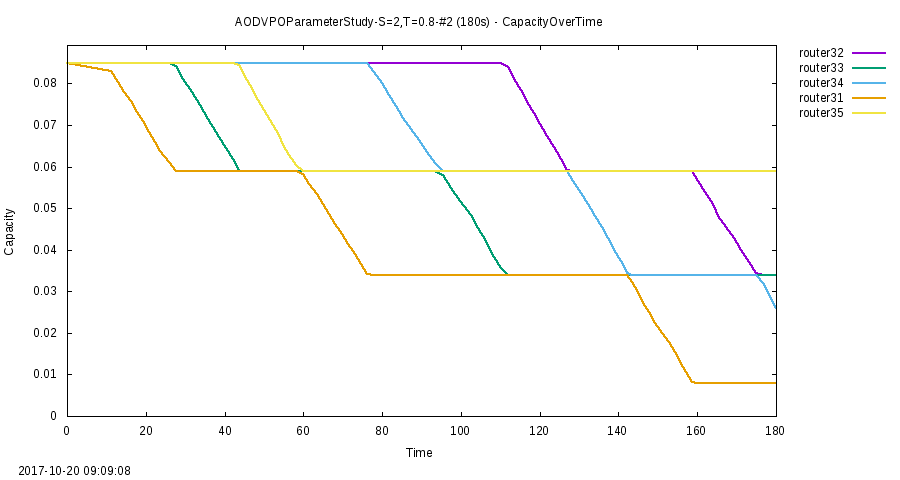 AODVPOParameterStudy-S=2,T=0.8-#2 (180s) - CapacityOverTime
router32
router33
router34
router31
router35
0.08
0.07
0.06
0.05
0.04
0.03
0.02
0.01
0
Capacity
0 20 40 60 80 100 120 140 160 180
Time
2017-10-20 09:09:08